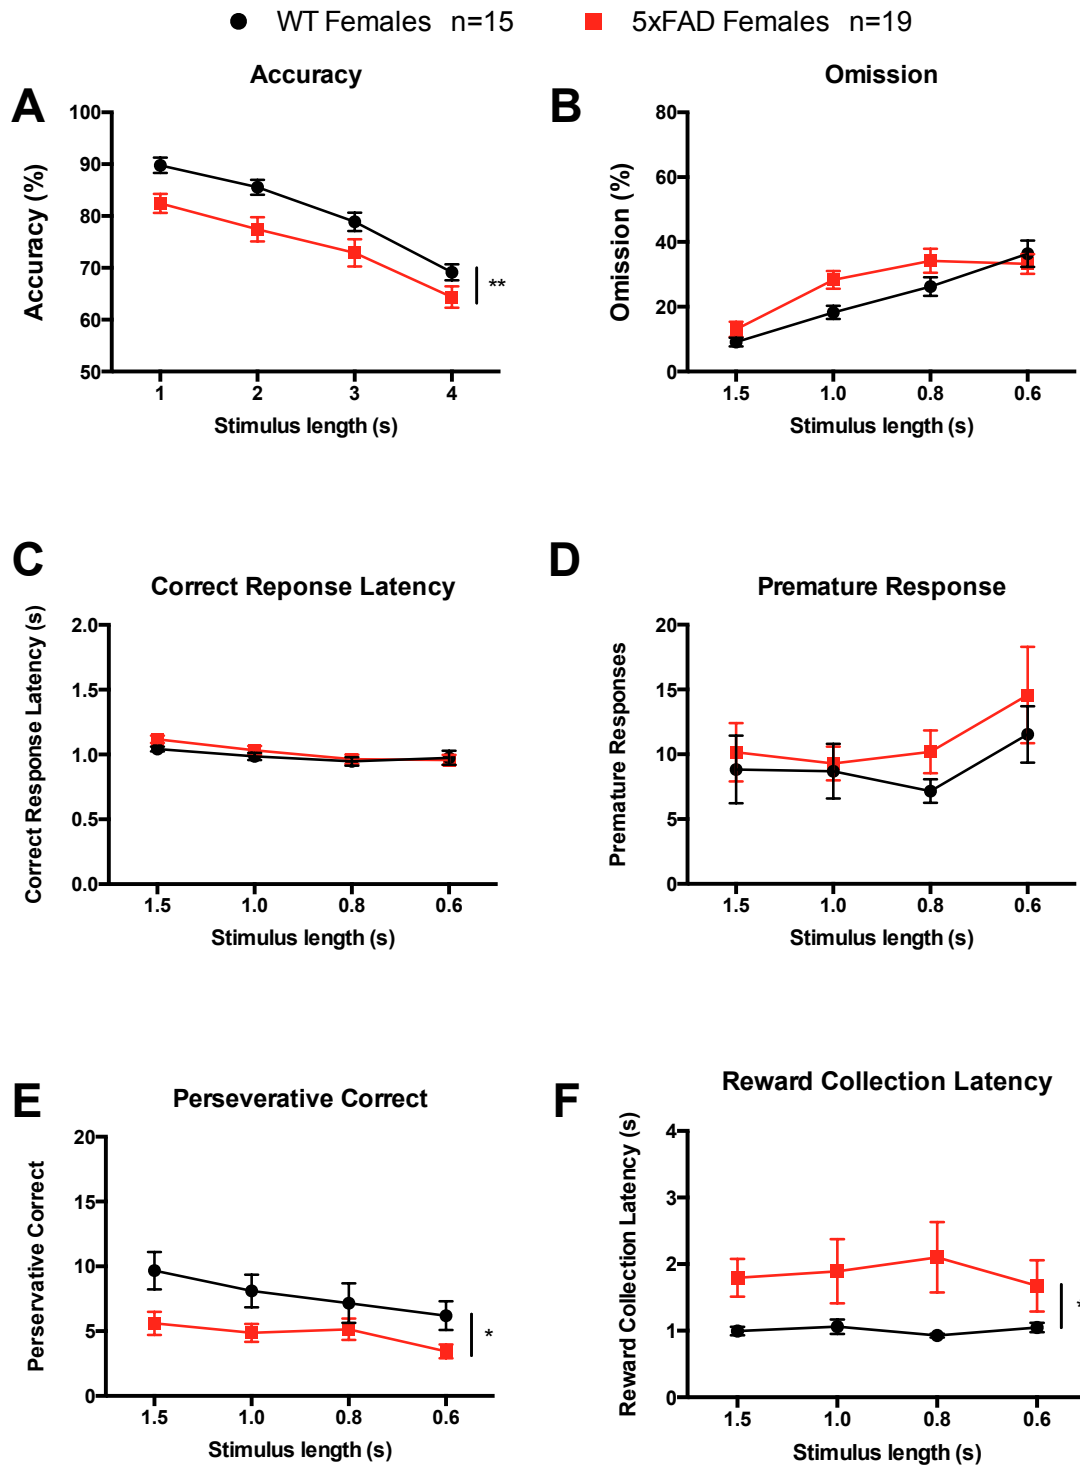 WT Females n=15 5xFAD Females n=19
A
Accuracy
Accuracy (%)
100
90
80
70
60
50
**
1 2 3 4
Stimulus length (s)
B
Omission
Omission (%)
80
60
40
20
0
1.5 1.0 0.8 0.6
Stimulus length (s)
C
Correct Reponse Latency
Correct Response Latency (s)
2.0
1.5
1.0
0.5
0.0
1.5 1.0 0.8 0.6
Stimulus length (s)
D
Premature Response
Premature Responses
20
15
10
5
0
1.5 1.0 0.8 0.6
Stimulus length (s)
E
Perseverative Correct
Perservative Correct
20
15
10
5
0
*
1.5 1.0 0.8 0.6
Stimulus length (s)
F
Reward Collection Latency
Reward Collection Latency (s)
4
3
2
1
0
*
1.5 1.0 0.8 0.6
Stimulus length (s)